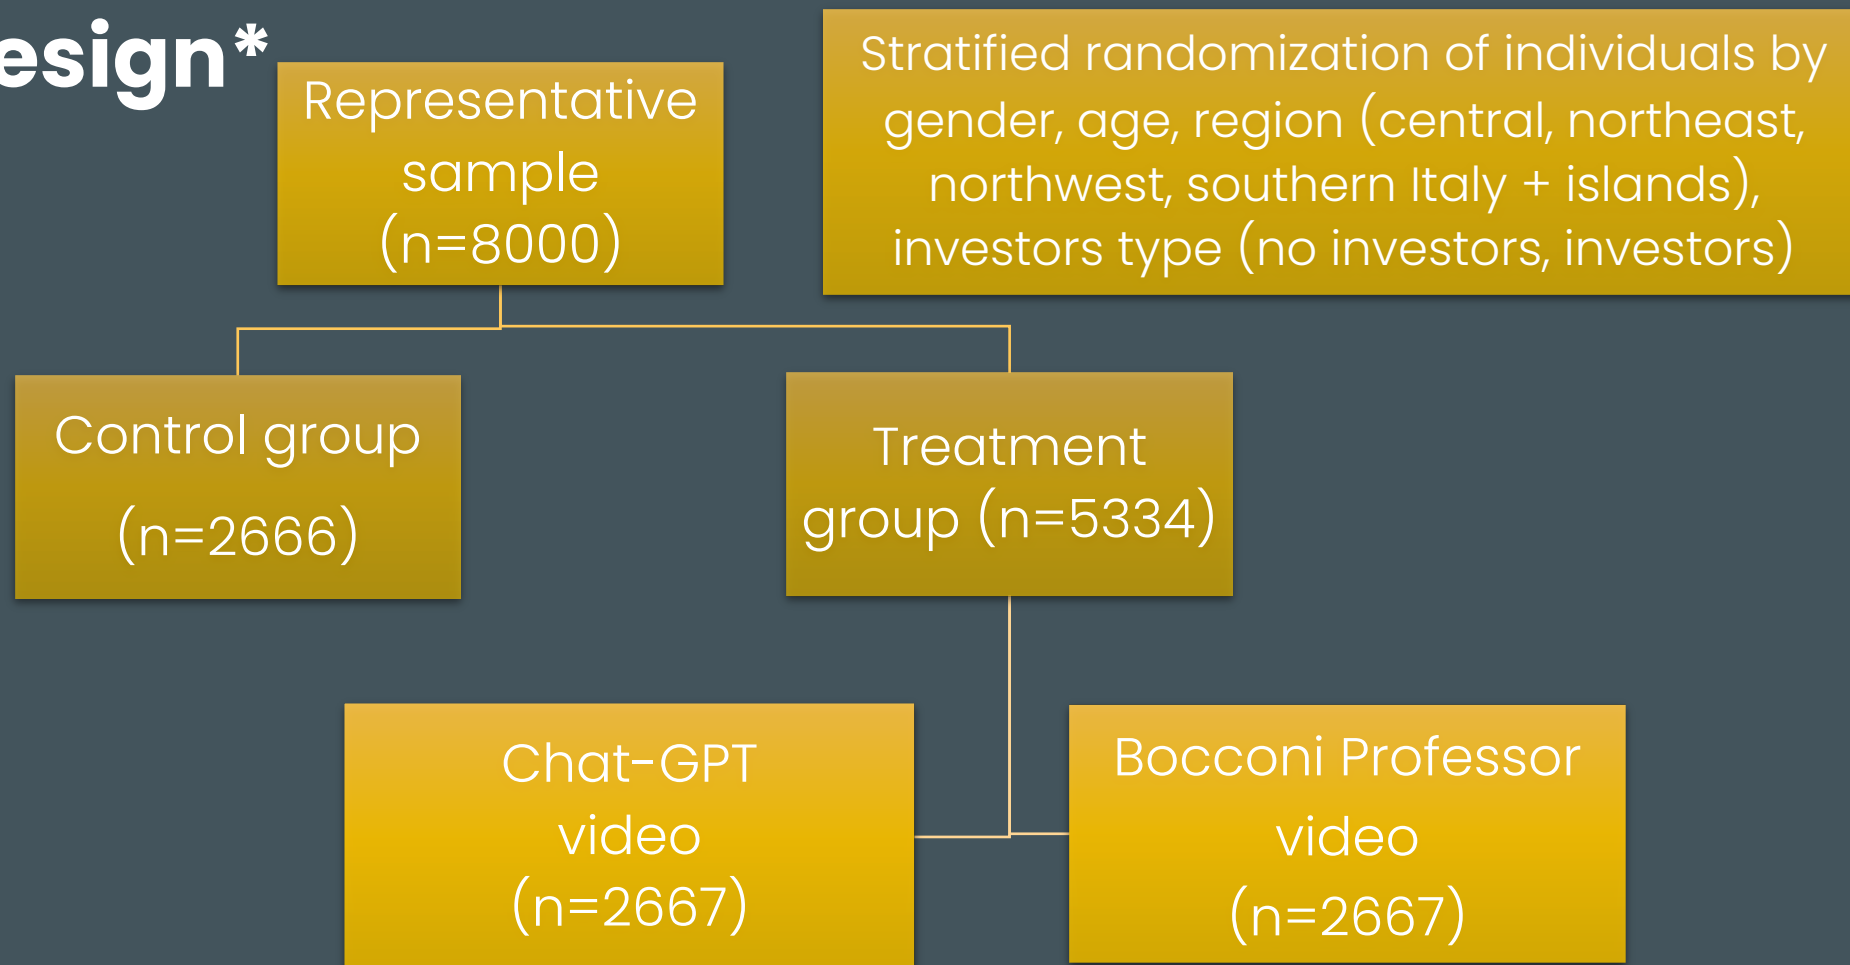 esign*
Representative
sample
(n=8000)
Stratified randomization of individuals by
gender, age, region (central, northeast,
northwest, southern Italy + islands),
investors type (no investors, investors)
Control group
(n=2666)
Treatment
group (n=5334)
Chat-GPT
video
(n=2667)
Bocconi Professor
video
(n=2667)